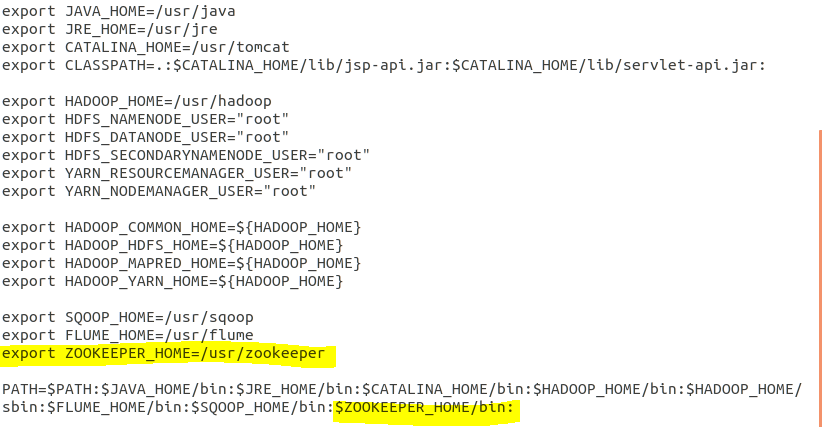 export JAVA_HOME=/usr/java
export JRE_HOME=/usr/jre
export CATALINA_HOME=/usr/tomcat
export CLASSPATH=.:$CATALINA_HOME/lib/jsp-api.jar:$CATALINA_HOME/lib/servlet-api.jar:
export HADOOP_HOME=/usr/hadoop
export HDFS_NAMENODE_USER="root"
export HDFS_DATANODE_USER="root"
export HDFS_SECONDARYNAMENODE_USER="root"
export YARN_RESOURCEMANAGER_USER="root"
export YARN_NODEMANAGER_USER="root"
export HADOOP_COMMON_HOME=${HADOOP_HOME}
export HADOOP_HDFS_HOME=${HADOOP_HOME}
export HADOOP_MAPRED_HOME=${HADOOP_HOME}
export HADOOP_YARN_HOME=${HADOOP_HOME}
export SQOOP_HOME=/usr/sqoop
export FLUME_HOME=/usr/flume
export ZOOKEEPER_HOME=/usr/zookeeper
PATH=$PATH:$JAVA_HOME/bin:$JRE_HOME/bin:$CATALINA_HOME/bin:$HADOOP_HOME/bin:$HADOOP_HOME/
sbin:$FLUME_HOME/bin:$SQOOP_HOME/bin:$ZOOKEEPER_HOME/bin: